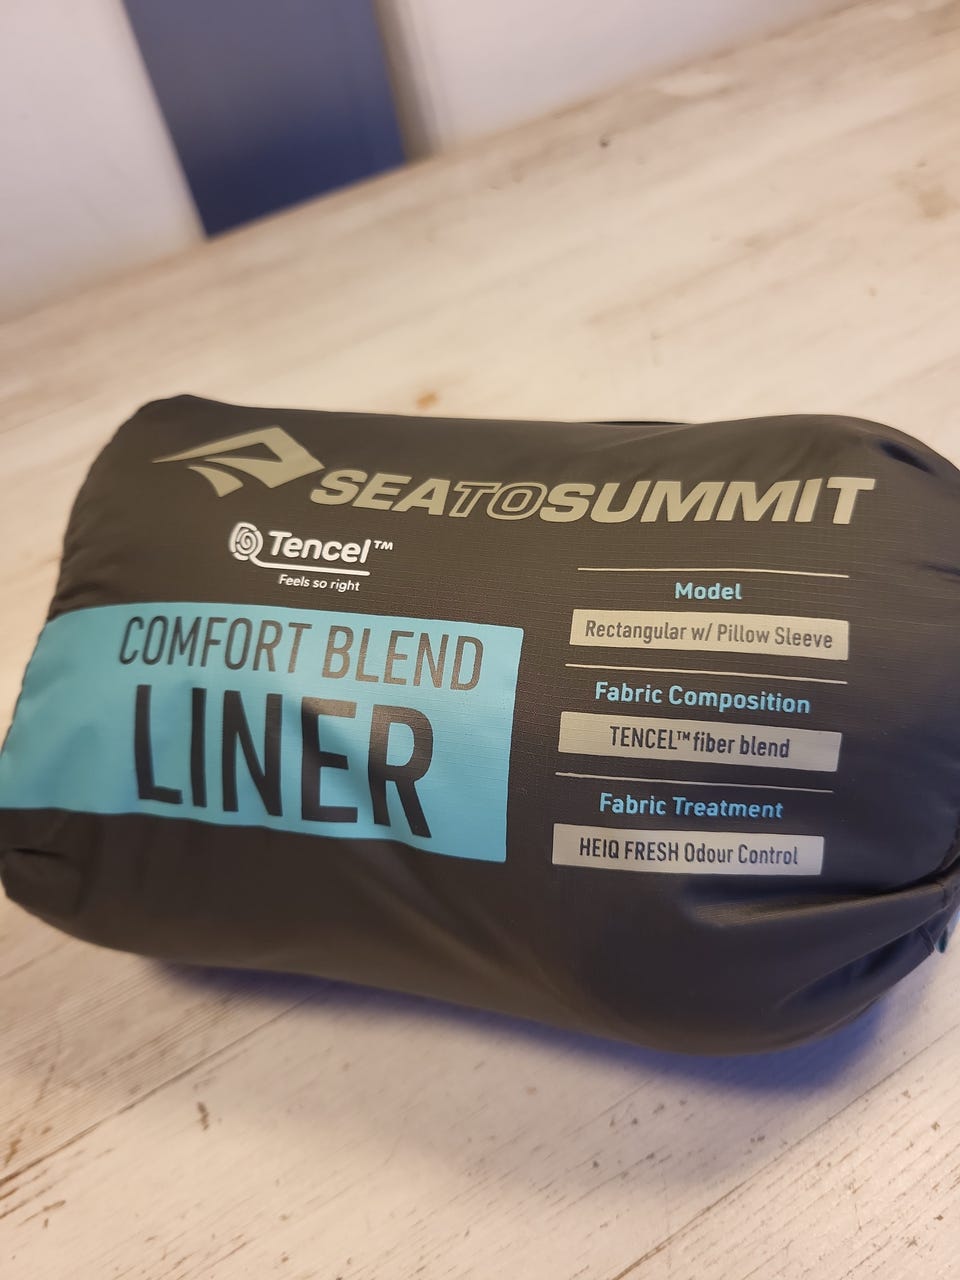 SEATOSUMMIT
Tencel™
Feels so right
COMFORT BLEND
LINER
Model
Rectangular w/ Pillow Sleeve
Fabric Composition
TENCEL™ fiber blend
Fabric Treatment
HEIQ FRESH Odour Control